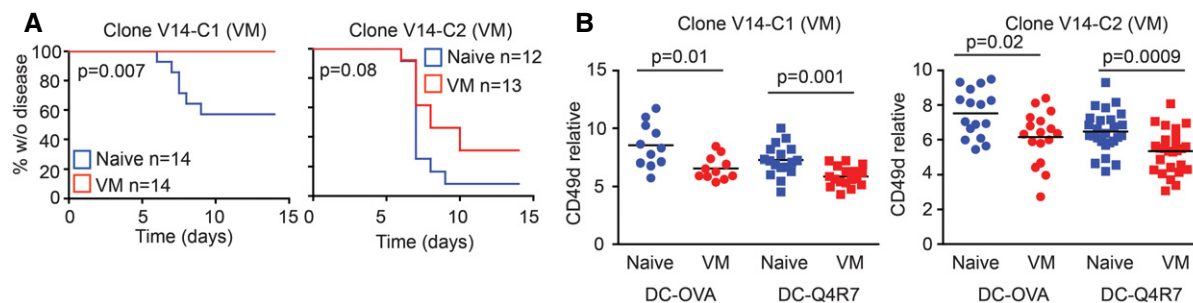 A
Clone V14-C1 (VM)
% w/o disease
100
80
60
40
20
0
p=0.007
Naive n=14
VM n=14
0 5 10 15
Time (days)
Clone V14-C2 (VM)
p=0.08
Naive n=12
VM n=13
0 5 10 15
Time (days)
B
Clone V14-C1 (VM)
CD49d relative
15
10
5
0
p=0.01
p=0.001
Naive VM Naive VM
DC-OVA DC-Q4R7
Clone V14-C2 (VM)
CD49d relative
10
8
6
4
2
0
p=0.02
p=0.0009
Naive VM Naive VM
DC-OVA DC-Q4R7